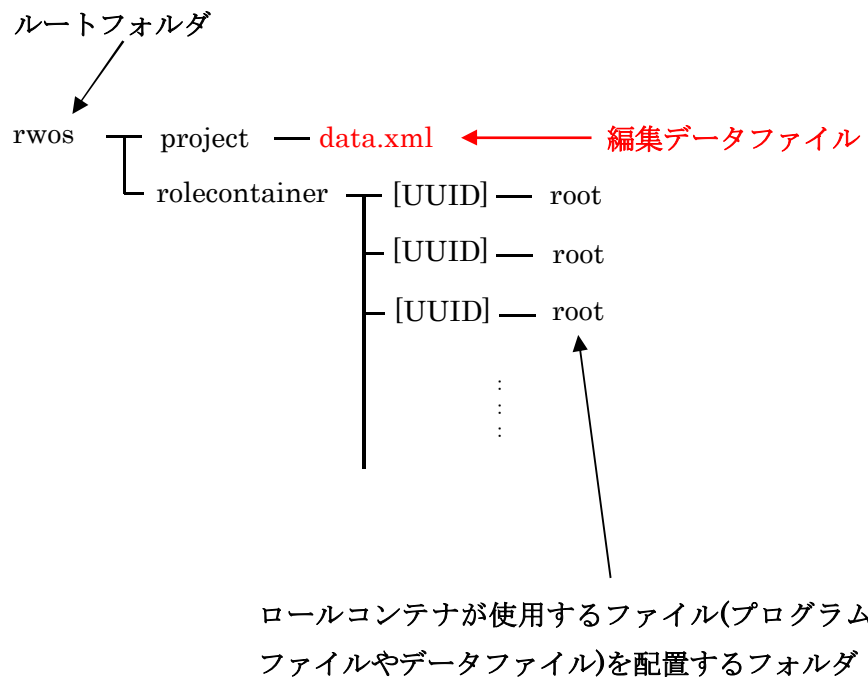 ルートフォルダ
rwos project data.xml 編集データファイル
rolecontainer [UUID] root
[UUID] root
[UUID] root
ロールコンテナが使用するファイル(プログラム
ファイルやデータファイル)を配置するフォルダ